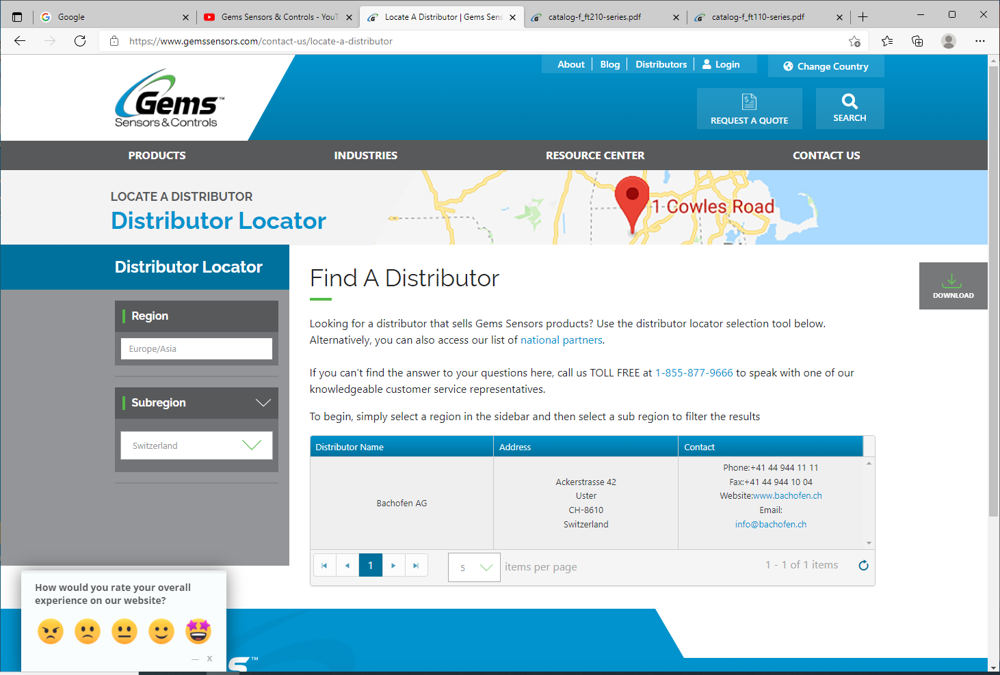 Google
Gems Sensors & Controls - YouT
Locate A Distributor | Gems Sens
catalog-f_ft210-series.pdf
catalog-f_ft110-series.pdf
https://www.gemssensors.com/contact-us/locate-a-distributor
Gems™
Sensors & Controls
About
Blog
Distributors
Login
Change Country
REQUEST A QUOTE
SEARCH
PRODUCTS
INDUSTRIES
RESOURCE CENTER
CONTACT US
LOCATE A DISTRIBUTOR
Distributor Locator
1 Cowles Road
Distributor Locator
Region
Europe/Asia
Subregion
Switzerland
Find A Distributor
DOWNLOAD
Looking for a distributor that sells Gems Sensors products? Use the distributor locator selection tool below.
Alternatively, you can also access our list of national partners.
If you can't find the answer to your questions here, call us TOLL FREE at 1-855-877-9666 to speak with one of our
knowledgeable customer service representatives.
To begin, simply select a region in the sidebar and then select a sub region to filter the results
Distributor Name
Address
Contact
Bachofen AG
Ackerstrasse 42
Uster
CH-8610
Switzerland
Phone:+41 44 944 11 11
Fax:+41 44 944 10 04
Website:www.bachofen.ch
Email:
info@bachofen.ch
1
5
items per page
1 - 1 of 1 items
How would you rate your overall
experience on our website?
x